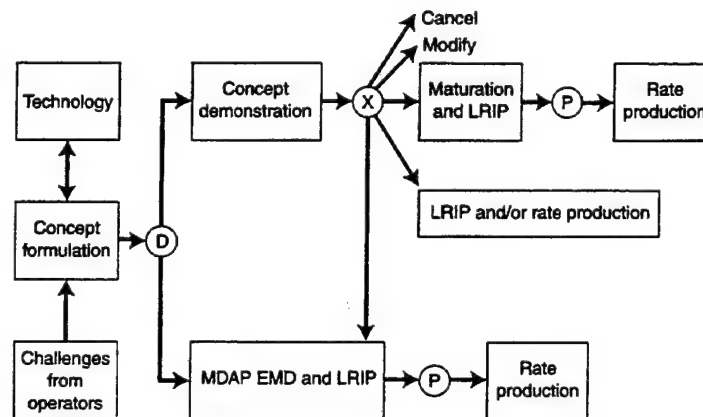 Cancel
Modify
Technology
Concept
demonstration
X
Maturation
and LRIP
P
Rate
production
Concept
formulation
D
LRIP and/or rate production
Challenges
from
operators
MDAP EMD and LRIP
P
Rate
production